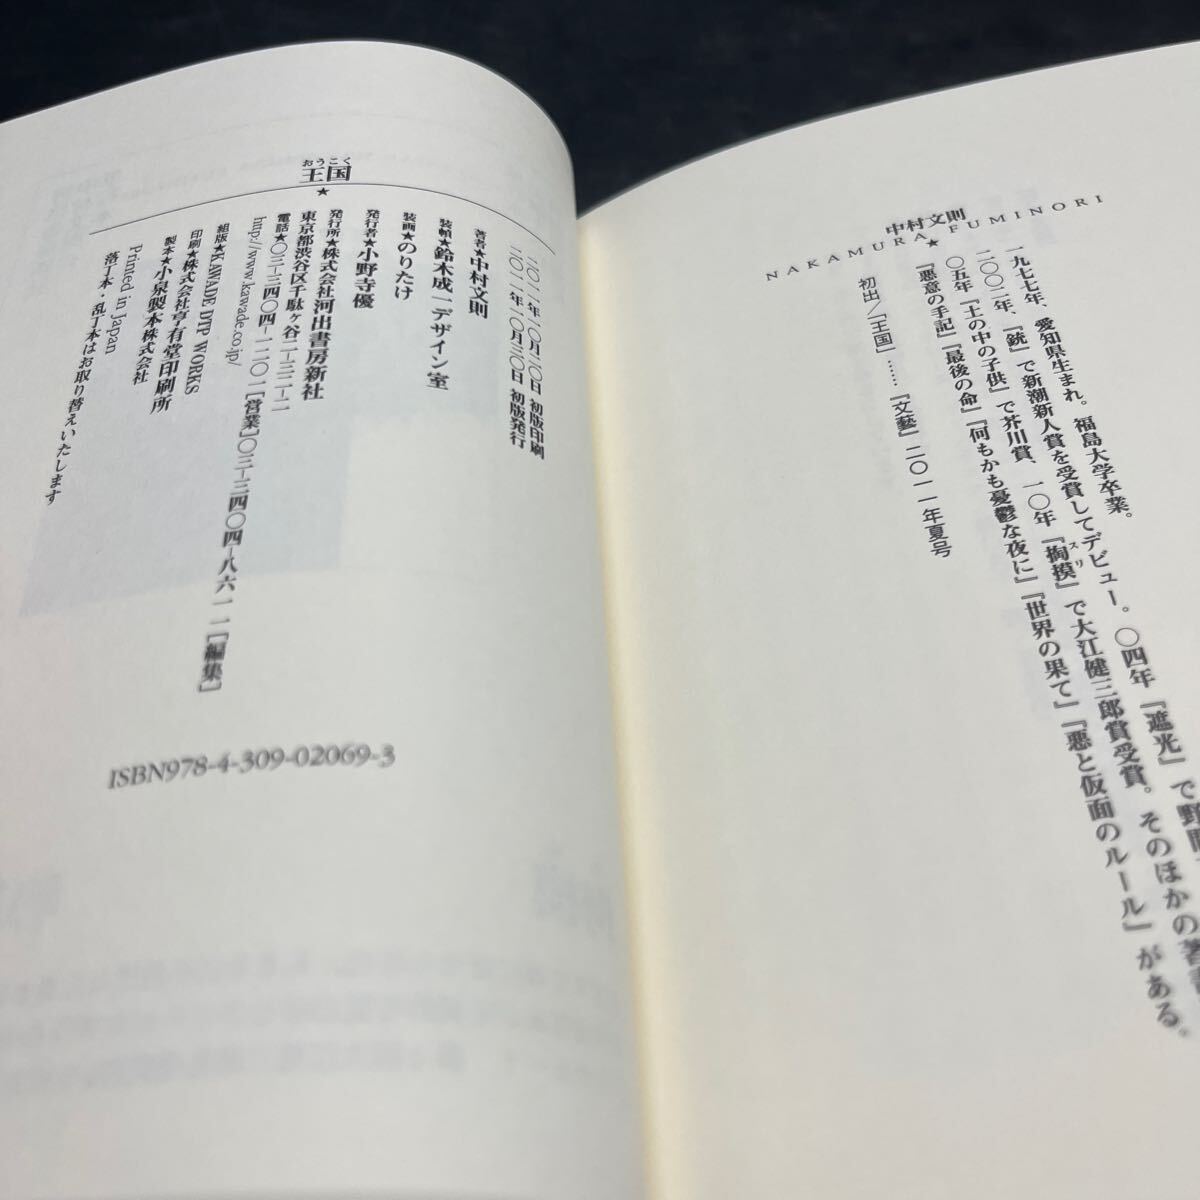 中村文則
NAKAMURA FUMINORI
★
一九七七年、愛知県生まれ。福島大学卒業。
二〇〇二年、『銃』で新潮新人賞を受賞してデビュー。〇四年『遮光』で野間
〇五年『土の中の子供』で芥川賞、一〇年『掏摸』で大江健三郎賞受賞。そのほかの著書
スリ
『悪意の手記』『最後の命』『何もかも憂鬱な夜に』『世界の果て』『悪と仮面のルール』がある。
初出／「王国」……『文藝』二〇一一年夏号
おうこく
王国
★
二〇一一年一〇月二〇日 初版印刷
二〇一一年一〇月三〇日 初版発行
著者★中村文則
装幀★鈴木成一デザイン室
装画★のりたけ
発行者★小野寺優
発行所★株式会社河出書房新社
東京都渋谷区千駄ヶ谷二-三二-二
電話★〇三-三四〇四-一二〇一［営業］〇三-三四〇四-八六一一［編集］
http://www.kawade.co.jp/
組版★KAWADE DTP WORKS
印刷★株式会社亨有堂印刷所
製本★小泉製本株式会社
Printed in Japan
落丁本・乱丁本はお取り替えいたします
ISBN978-4-309-02069-3